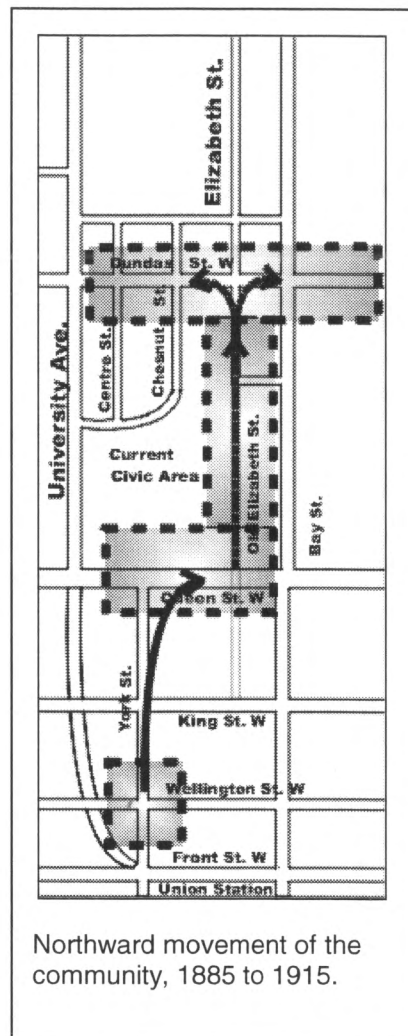 Elizabeth St.
Dundas St. W
University Ave.
Centre St.
Chesnut St.
Current
Civic Area
Old Elizabeth St.
Bay St.
Queen St. W
York St.
King St. W
Wellington St. W
Front St. W
Union Station
Northward movement of the
community, 1885 to 1915.